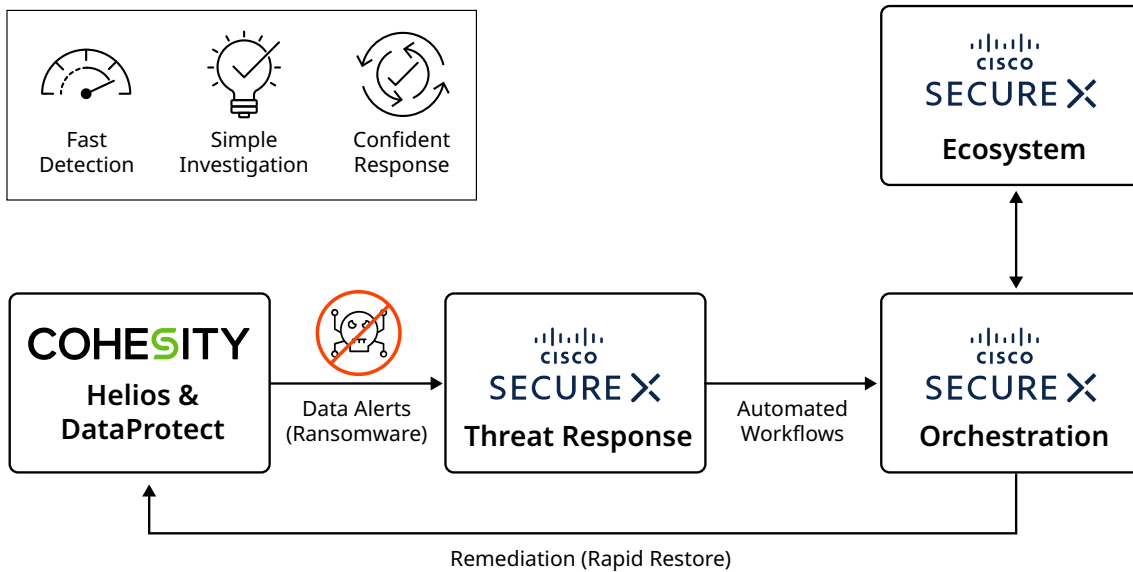 Fast
Detection
Simple
Investigation
Confident
Response
CISCO
SECURE X
Ecosystem
COHESITY
Helios &
DataProtect
Data Alerts
(Ransomware)
CISCO
SECURE X
Threat Response
Automated
Workflows
CISCO
SECURE X
Orchestration
Remediation (Rapid Restore)